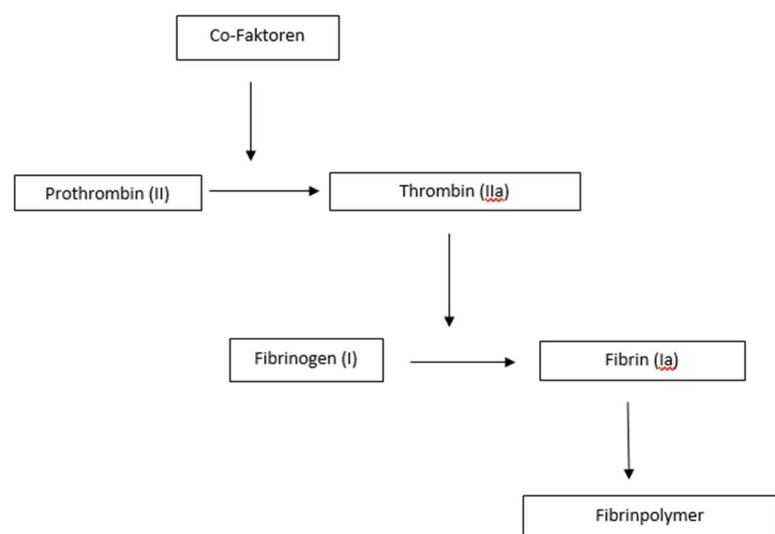 Co-Faktoren
Prothrombin (II)
Thrombin (IIa)
Fibrinogen (I)
Fibrin (Ia)
Fibrinpolymer